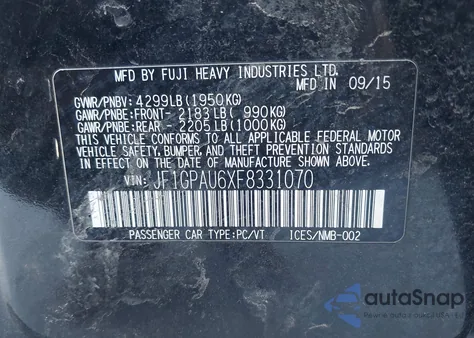 MFD BY FUJI HEAVY INDUSTRIES LTD.
MFD IN 09/15
GVWR/PNBV: 4299LB(1950KG)
GAWR/PNBE:FRONT- 2183LB( 990KG)
GAWR/PNBE:REAR - 2205LB(1000KG)
THIS VEHICLE CONFORMS TO ALL APPLICABLE FEDERAL MOTOR
VEHICLE SAFETY, BUMPER, AND THEFT PREVENTION STANDARDS
IN EFFECT ON THE DATE OF MANUFACTURE SHOWN ABOVE.
VIN: JF1GPAU6XF8331070
PASSENGER CAR TYPE:PC/VT ICES/NMB-002
autaSnap